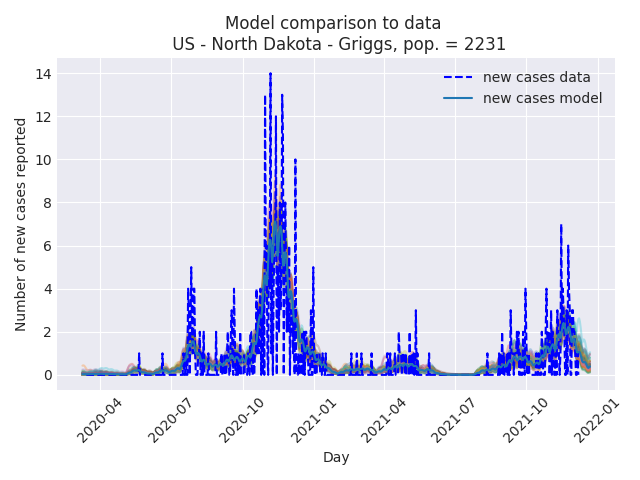 Model comparison to data
US - North Dakota - Griggs, pop. = 2231
new cases data
new cases model
Number of new cases reported
14
12
10
8
6
4
2
0
2020-04
2020-07
2020-10
2021-01
2021-04
2021-07
2021-10
2022-01
Day